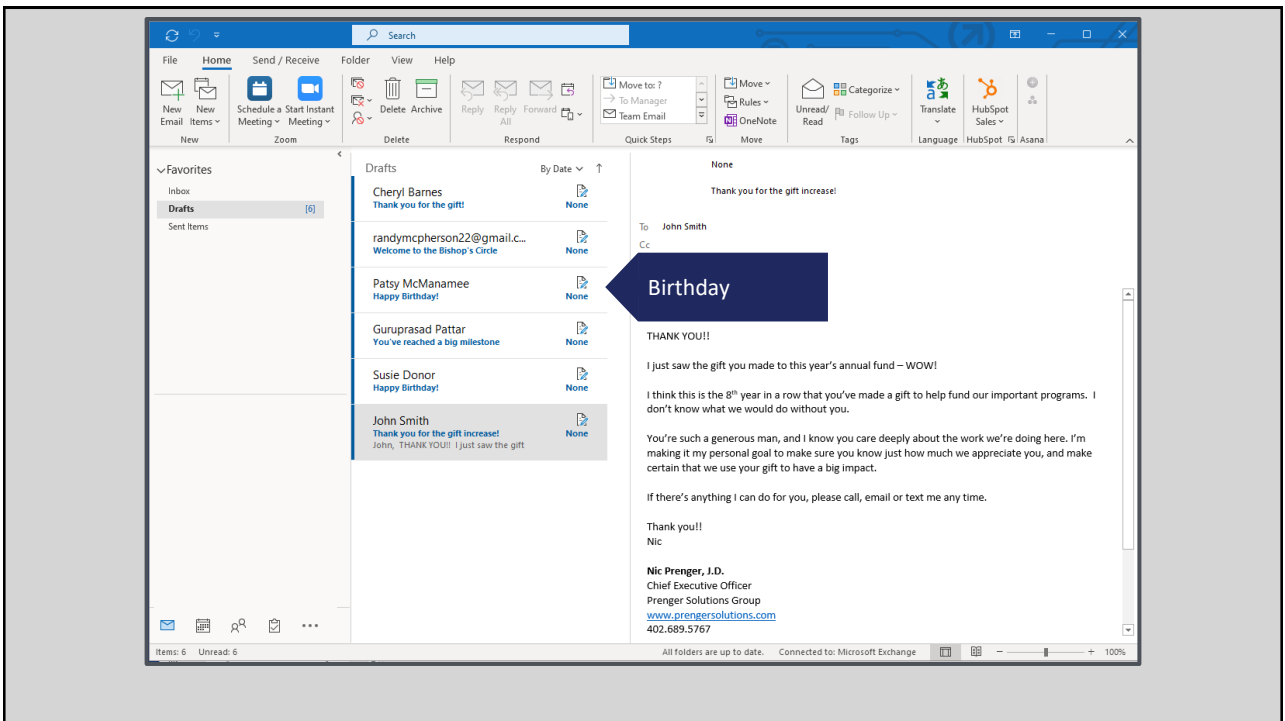 Search
File Home Send / Receive Folder View Help
New Email
New Items
Schedule a Meeting
Start Instant Meeting
Delete Archive
Reply Reply All Forward
Move to: ?
To Manager
Team Email
Move
Rules
OneNote
Unread/ Read
Categorize
Follow Up
Translate
HubSpot Sales
New Zoom Delete Respond Quick Steps Move Tags Language HubSpot Asana
Favorites
Inbox
Drafts [6]
Sent Items
Drafts By Date
Cheryl Barnes
Thank you for the gift! None
randymcpherson22@gmail.c...
Welcome to the Bishop's Circle None
Patsy McManamee
Happy Birthday! None
Guruprasad Pattar
You've reached a big milestone None
Susie Donor
Happy Birthday! None
John Smith
Thank you for the gift increase! None
John, THANK YOU!! I just saw the gift
Birthday
None
Thank you for the gift increase!
To John Smith
Cc
THANK YOU!!
I just saw the gift you made to this year's annual fund – WOW!
I think this is the 8th year in a row that you've made a gift to help fund our important programs. I
don't know what we would do without you.
You're such a generous man, and I know you care deeply about the work we're doing here. I'm
making it my personal goal to make sure you know just how much we appreciate you, and make
certain that we use your gift to have a big impact.
If there's anything I can do for you, please call, email or text me any time.
Thank you!!
Nic
Nic Prenger, J.D.
Chief Executive Officer
Prenger Solutions Group
www.prengersolutions.com
402.689.5767
Items: 6 Unread: 6 All folders are up to date. Connected to: Microsoft Exchange 100%